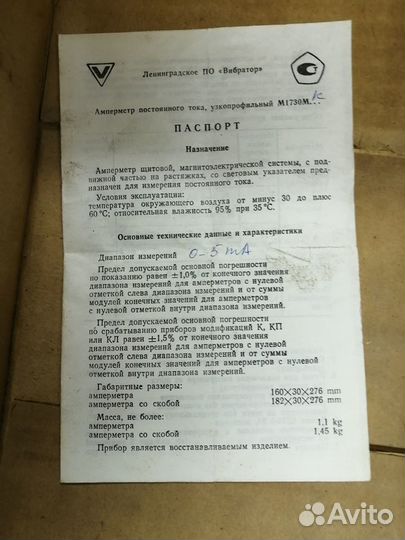 Ленинградское ПО «Вибратор»
Амперметр постоянного тока, узкопрофильный М1730М...К
ПАСПОРТ
Назначение
Амперметр щитовой, магнитоэлектрической системы, с под-
вижной частью на растяжках, со световым указателем пред-
назначен для измерения постоянного тока.
Условия эксплуатации:
температура окружающего воздуха от минус 30 до плюс
60°С; относительная влажность 95% при 35°С.
Основные технические данные и характеристики
Диапазон измерений 0-5 mA
Предел допускаемой основной погрешности
по показанию равен ±1,0% от конечного значения
диапазона измерений для амперметров с нулевой
отметкой слева диапазона измерений и от суммы
модулей конечных значений для амперметров
с нулевой отметкой внутри диапазона измерений.
Предел допускаемой основной погрешности
по срабатыванию приборов модификаций К, КП
или КЛ равен ±1,5% от конечного значения
диапазона измерений для амперметров с нулевой
отметкой слева диапазона измерений и от суммы
модулей конечных значений для амперметров с нулевой
отметкой внутри диапазона измерений.
Габаритные размеры:
амперметра 160×30×276 mm
амперметра со скобой 182×30×276 mm
Масса, не более:
амперметра 1,1 kg
амперметра со скобой 1,45 kg
Прибор является восстанавливаемым изделием.
Avito